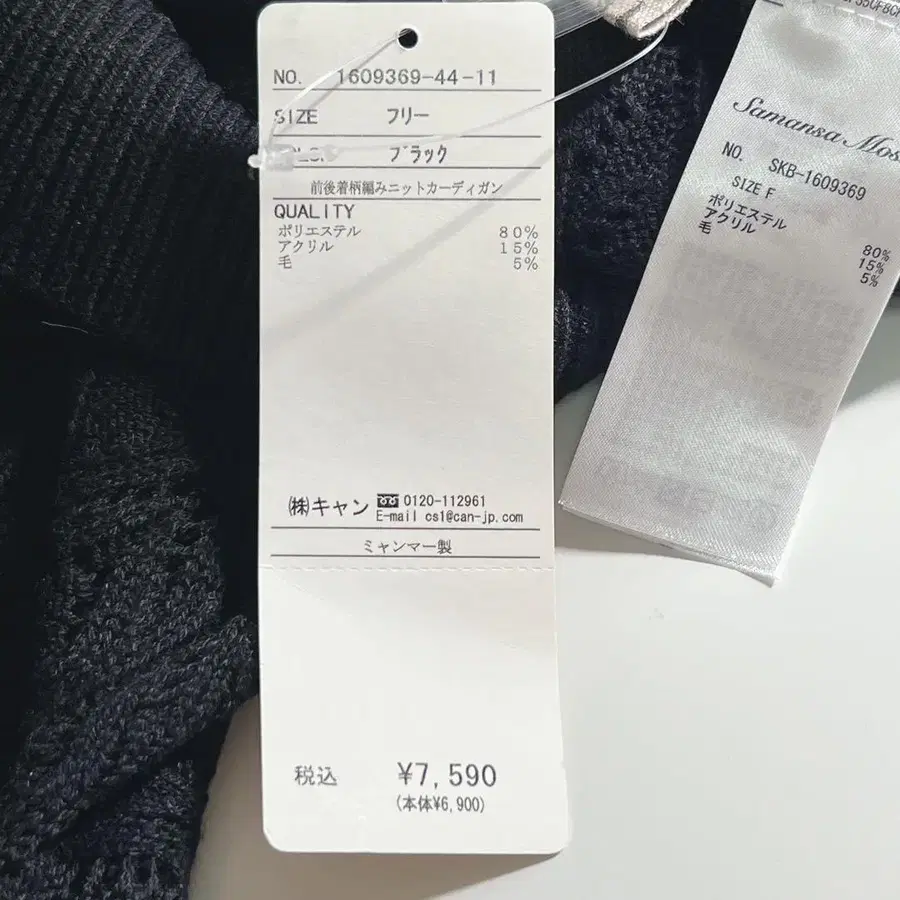 NO. 1609369-44-11
SIZE フリー
ブラック
前後着柄編みニットカーディガン
QUALITY
ポリエステル 80%
アクリル 15%
毛 5%
㈱キャン 0120-112961
E-mail cs1@can-jp.com
ミャンマー製
税込 ¥7,590
(本体¥6,900)
Samansa Mos
NO. SKB-1609369
SIZE F
ポリエステル 80%
アクリル 15%
毛 5%